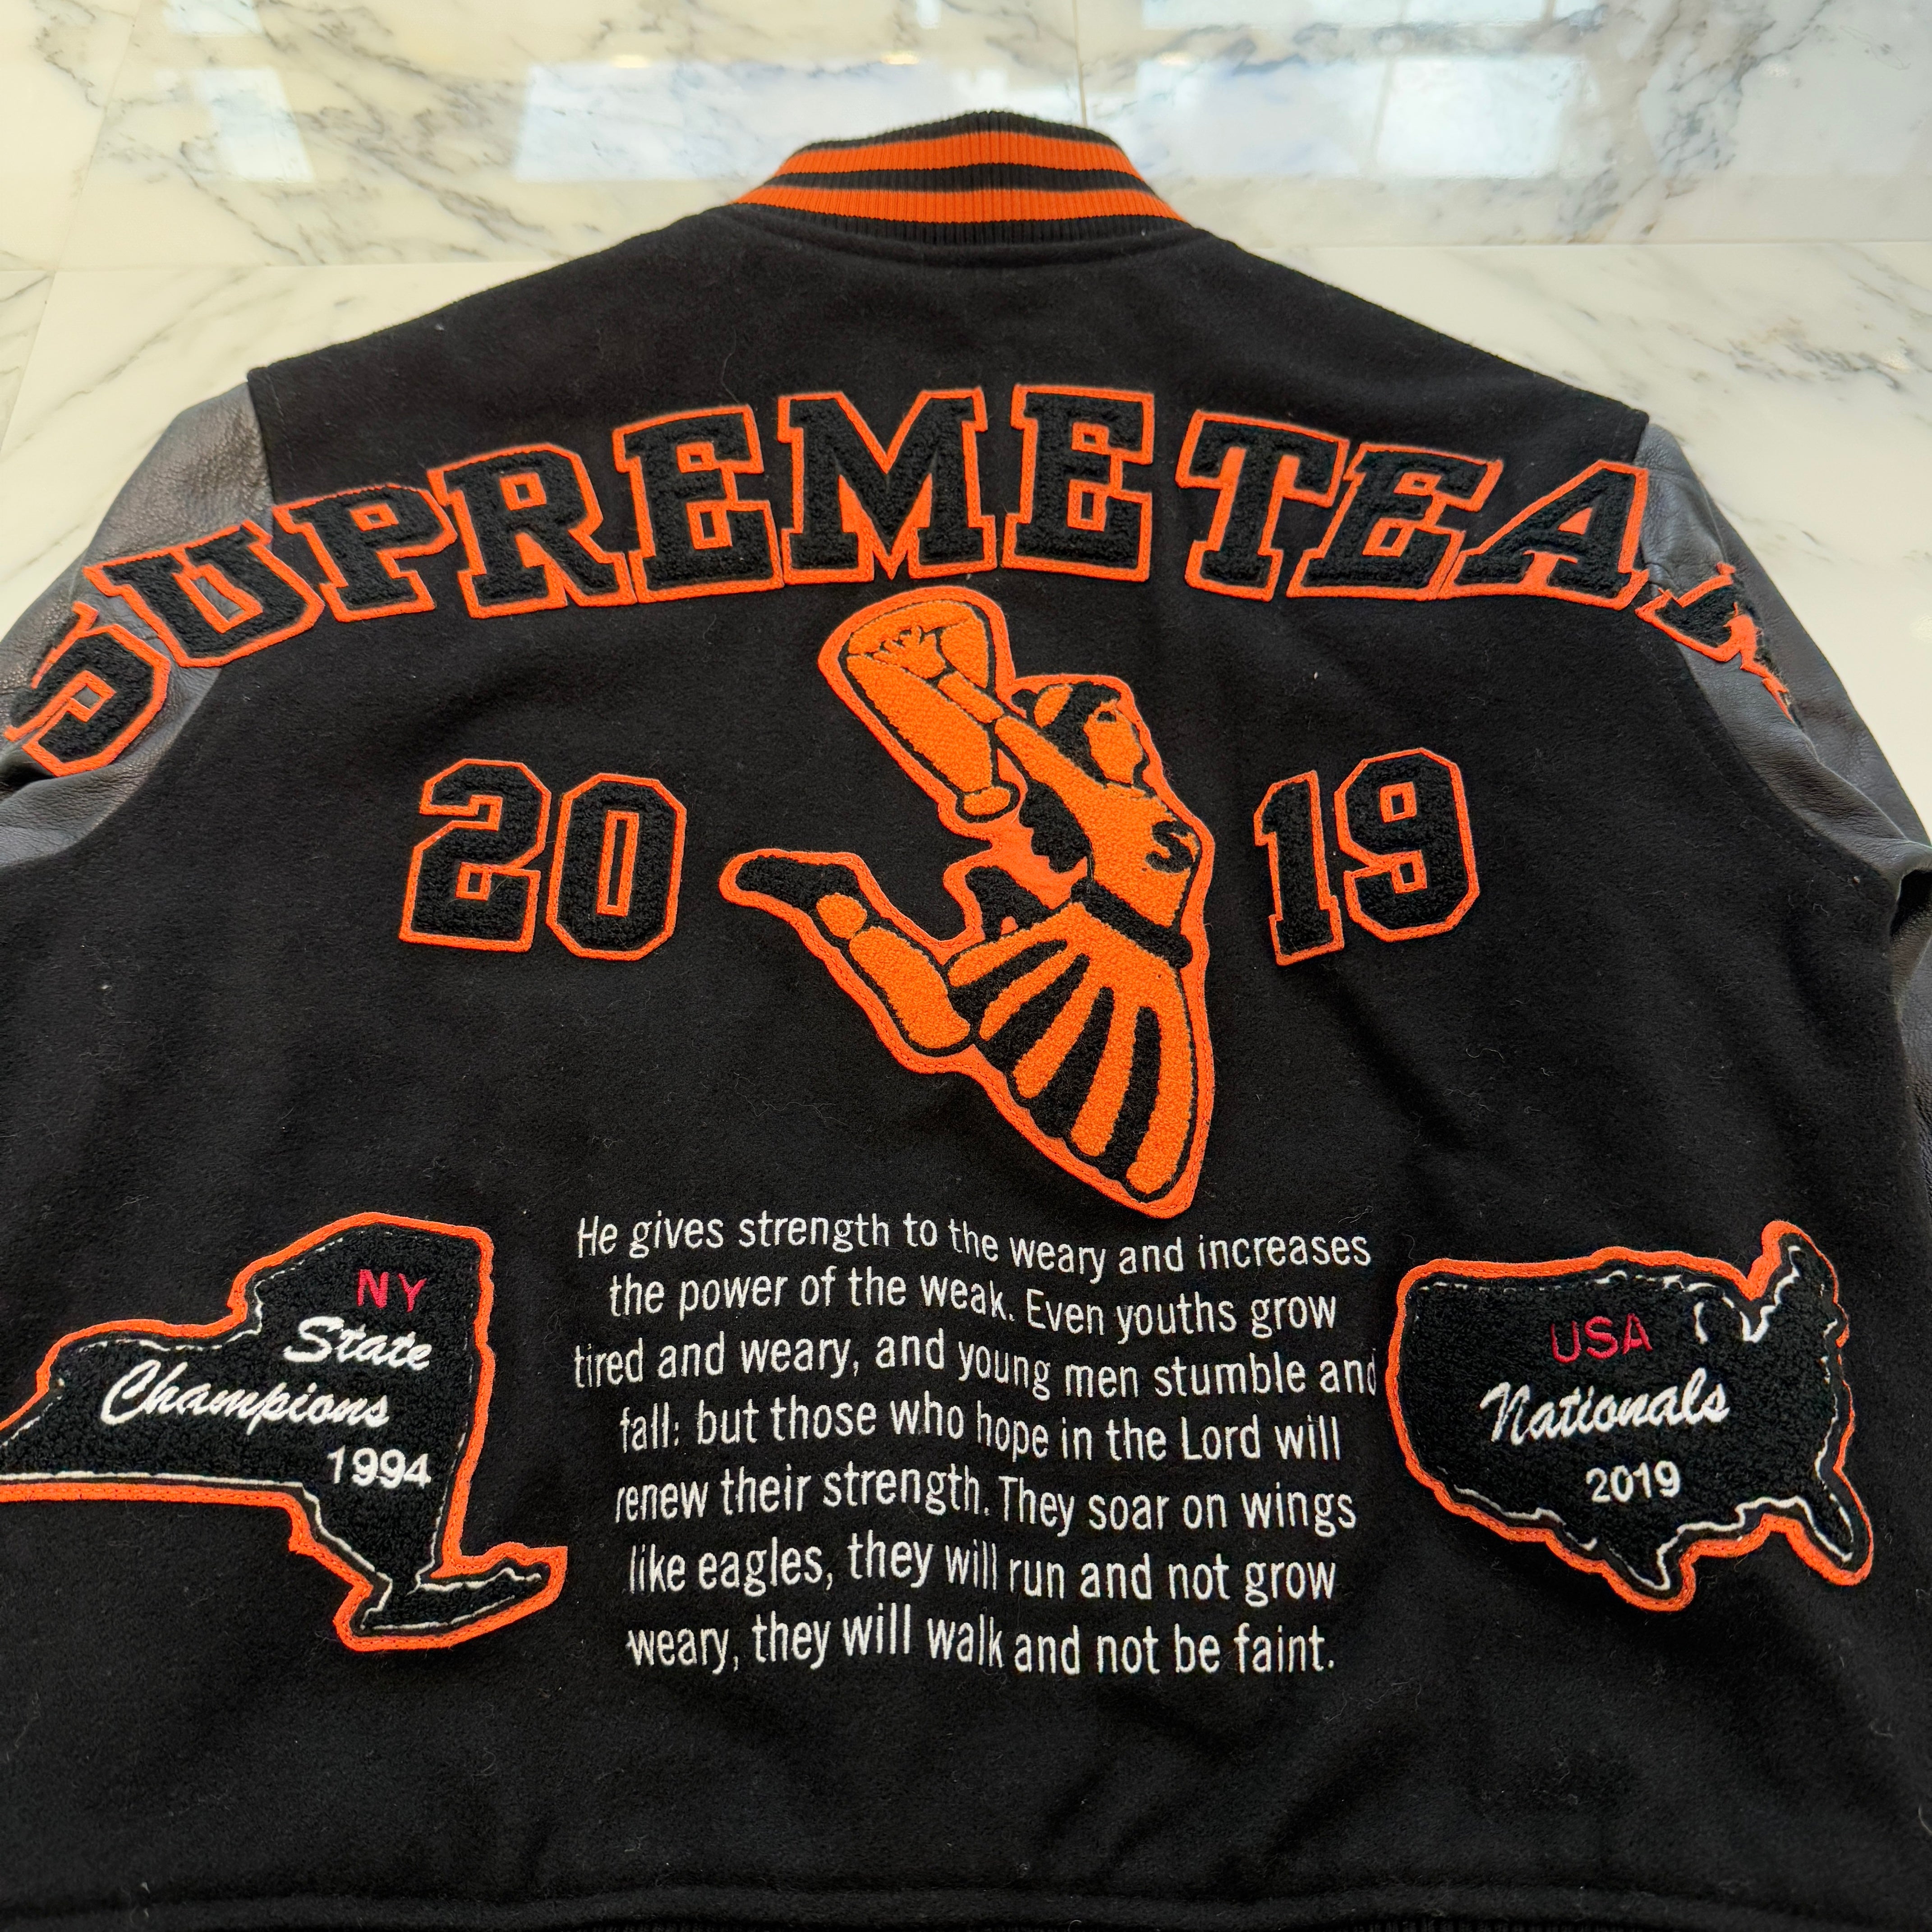 SUPREME TEAM
20 19
S
NY
State
Champions
1994
He gives strength to the weary and increases
the power of the weak. Even youths grow
tired and weary, and young men stumble and
fall: but those who hope in the Lord will
renew their strength. They soar on wings
like eagles, they will run and not grow
weary, they will walk and not be faint.
USA
Nationals
2019